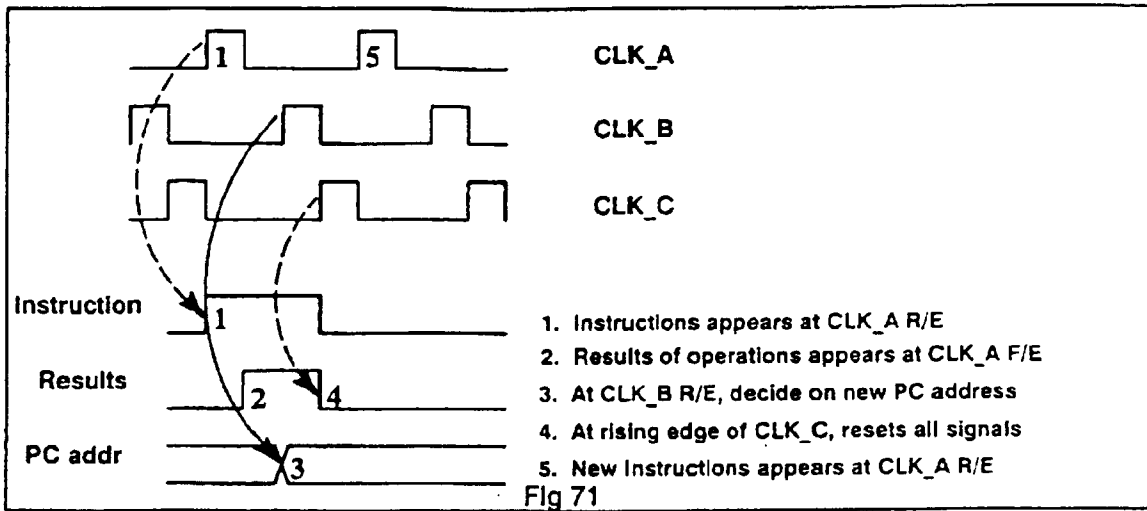 1
5
CLK_A
CLK_B
CLK_C
Instruction
1
Results
2
4
PC addr
3
1. Instructions appears at CLK_A R/E
2. Results of operations appears at CLK_A F/E
3. At CLK_B R/E, decide on new PC address
4. At rising edge of CLK_C, resets all signals
5. New Instructions appears at CLK_A R/E
Fig 71